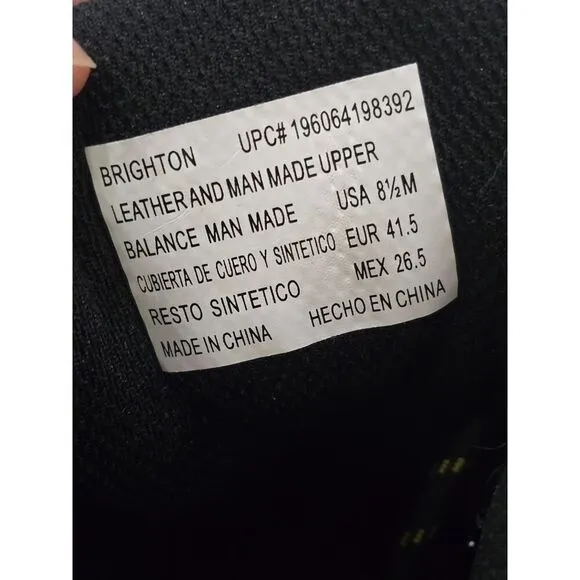 BRIGHTON UPC# 196064198392
LEATHER AND MAN MADE UPPER
BALANCE MAN MADE USA 8½M
CUBIERTA DE CUERO Y SINTETICO EUR 41.5
RESTO SINTETICO MEX 26.5
MADE IN CHINA HECHO EN CHINA